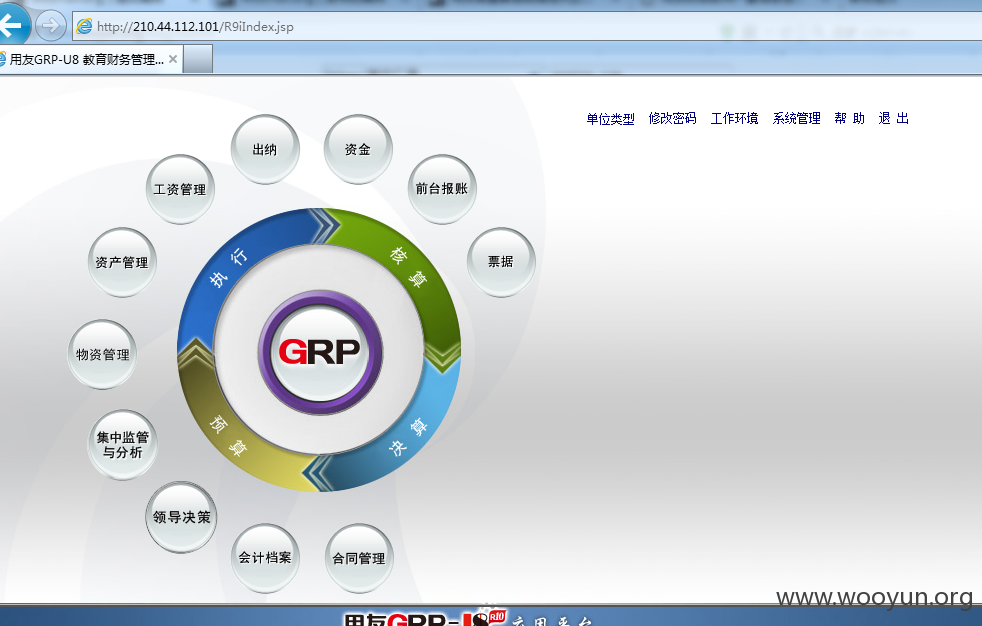 http://210.44.112.101/R9iIndex.jsp
用友GRP-U8 教育财务管理...
单位类型 修改密码 工作环境 系统管理 帮 助 退 出
出纳
资金
工资管理
前台报账
资产管理
票据
执行
核算
物资管理
GRP
集中监管
与分析
预算
决算
领导决策
会计档案
合同管理
www.wooyun.org
用友GRP-U8 R10 应用平台